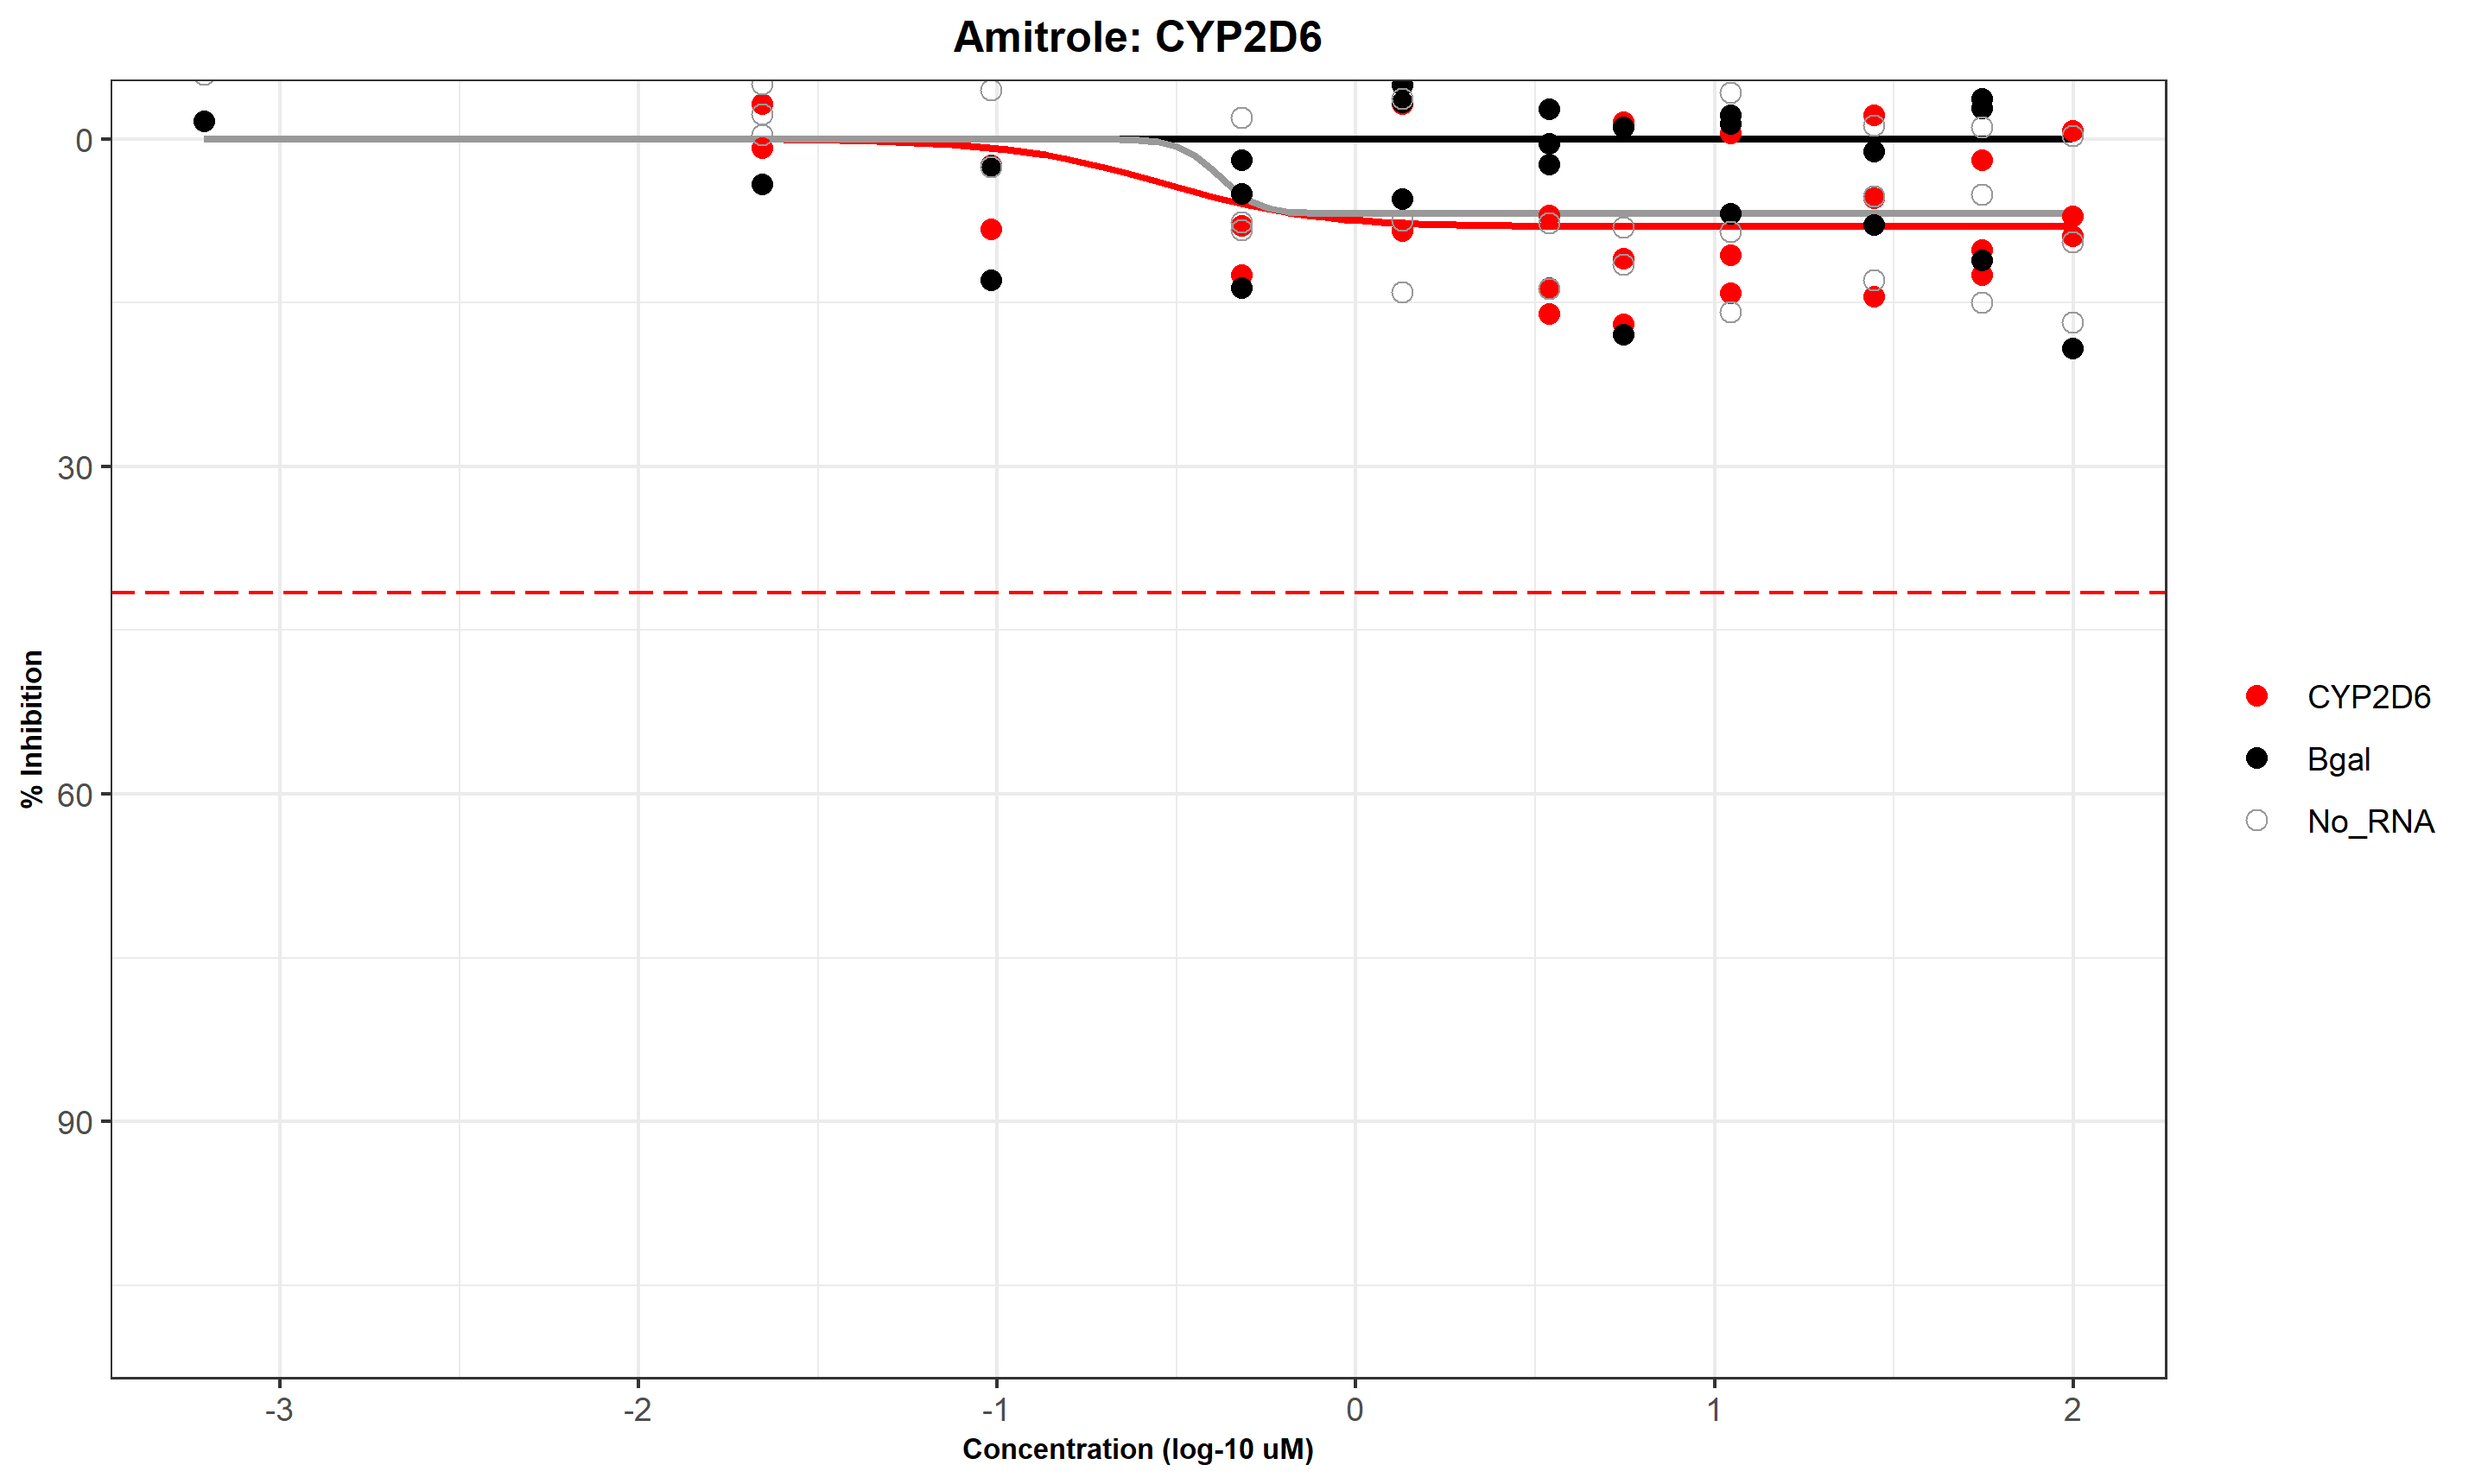 Amitrole: CYP2D6
% Inhibition
0
30
60
90
-3
-2
-1
0
1
2
Concentration (log-10 uM)
CYP2D6
Bgal
No_RNA